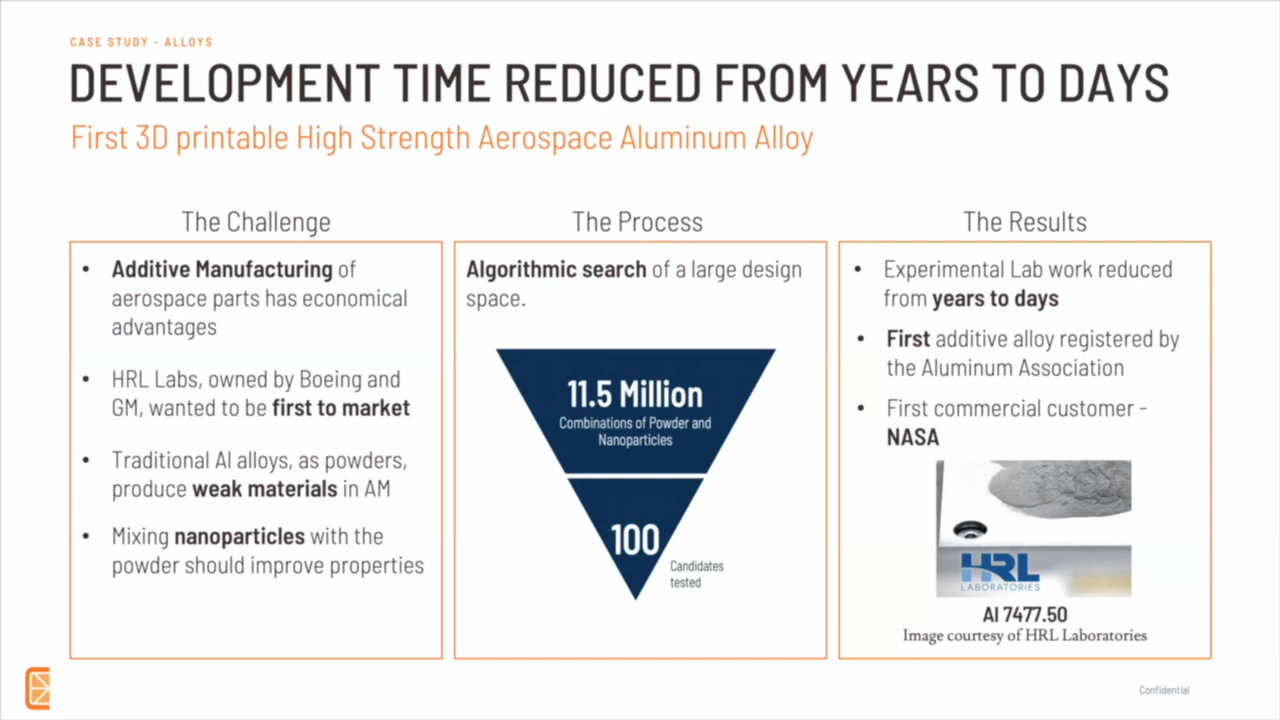 CASE STUDY - ALLOYS
DEVELOPMENT TIME REDUCED FROM YEARS TO DAYS
First 3D printable High Strength Aerospace Aluminum Alloy
The Challenge
• Additive Manufacturing of
aerospace parts has economical
advantages
• HRL Labs, owned by Boeing and
GM, wanted to be first to market
• Traditional Al alloys, as powders,
produce weak materials in AM
• Mixing nanoparticles with the
powder should improve properties
The Process
Algorithmic search of a large design
space.
11.5 Million
Combinations of Powder and
Nanoparticles
100
Candidates
tested
The Results
• Experimental Lab work reduced
from years to days
• First additive alloy registered by
the Aluminum Association
• First commercial customer -
NASA
HRL
LABORATORIES
Al 7477.50
Image courtesy of HRL Laboratories
Confidential